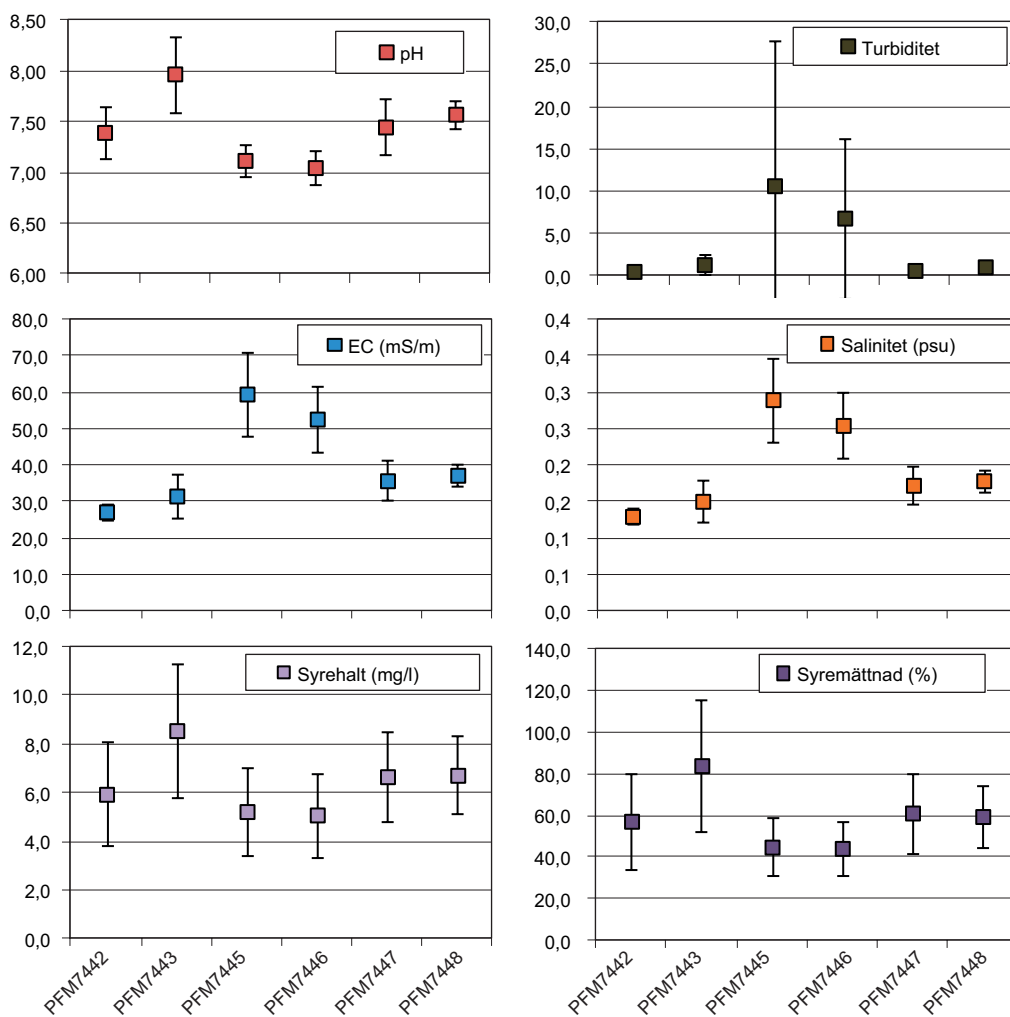 8,50
8,00
7,50
7,00
6,50
6,00
pH
30,0
25,0
20,0
15,0
10,0
5,0
0,0
Turbiditet
80,0
70,0
60,0
50,0
40,0
30,0
20,0
10,0
0,0
EC (mS/m)
0,4
0,4
0,3
0,3
0,2
0,2
0,1
0,1
0,0
Salinitet (psu)
12,0
10,0
8,0
6,0
4,0
2,0
0,0
Syrehalt (mg/l)
PFM7442
PFM7443
PFM7445
PFM7446
PFM7447
PFM7448
140,0
120,0
100,0
80,0
60,0
40,0
20,0
0,0
Syremättnad (%)
PFM7442
PFM7443
PFM7445
PFM7446
PFM7447
PFM7448